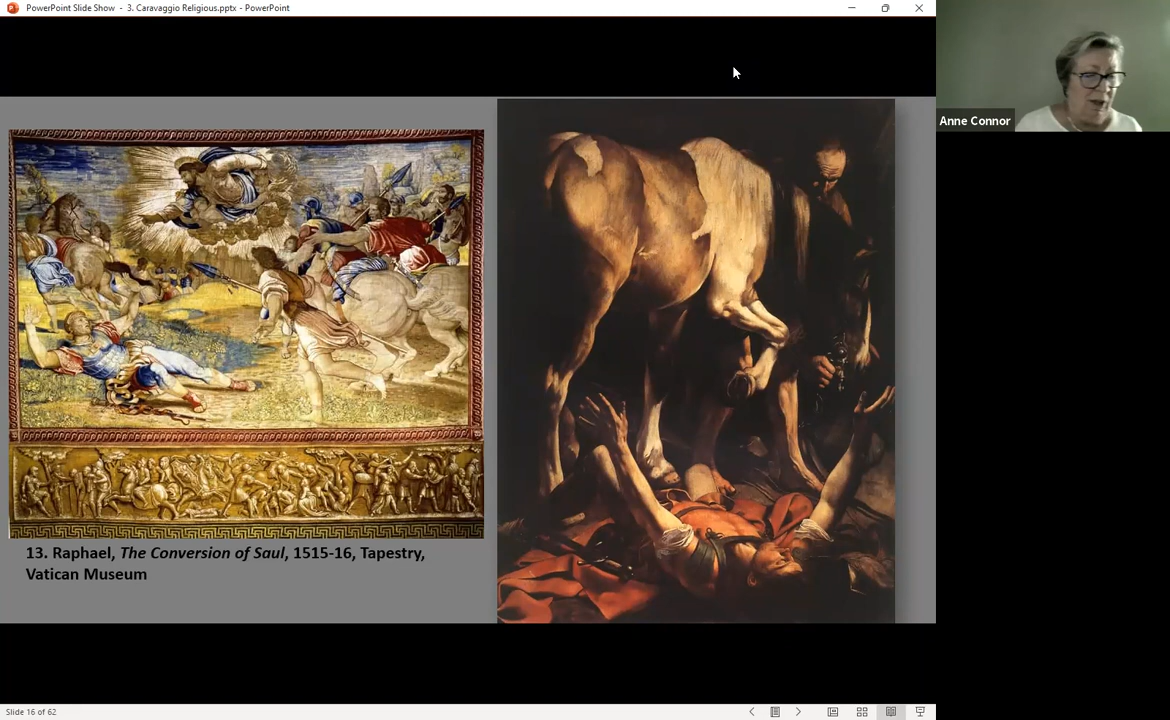 PowerPoint Slide Show - 3. Caravaggio Religious.pptx - PowerPoint
Anne Connor
13. Raphael, The Conversion of Saul, 1515-16, Tapestry,
Vatican Museum
Slide 16 of 62